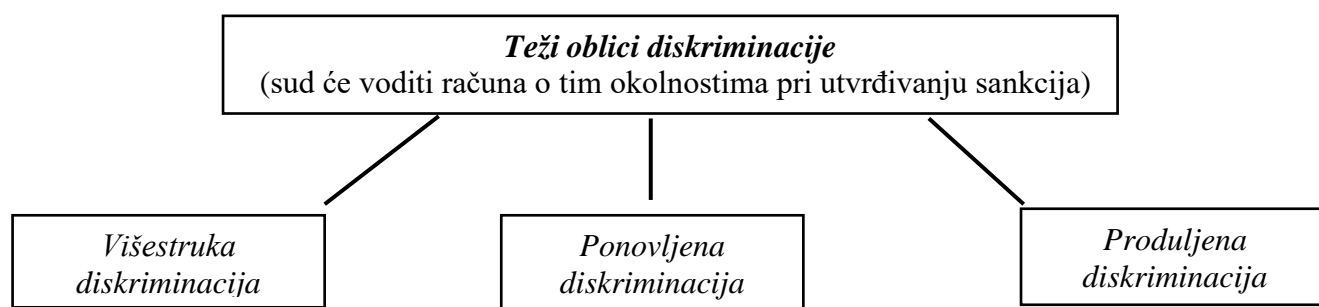 Teži oblici diskriminacije
(sud će voditi računa o tim okolnostima pri utvrđivanju sankcija)
Višestruka
diskriminacija
Ponovljena
diskriminacija
Produljena
diskriminacija